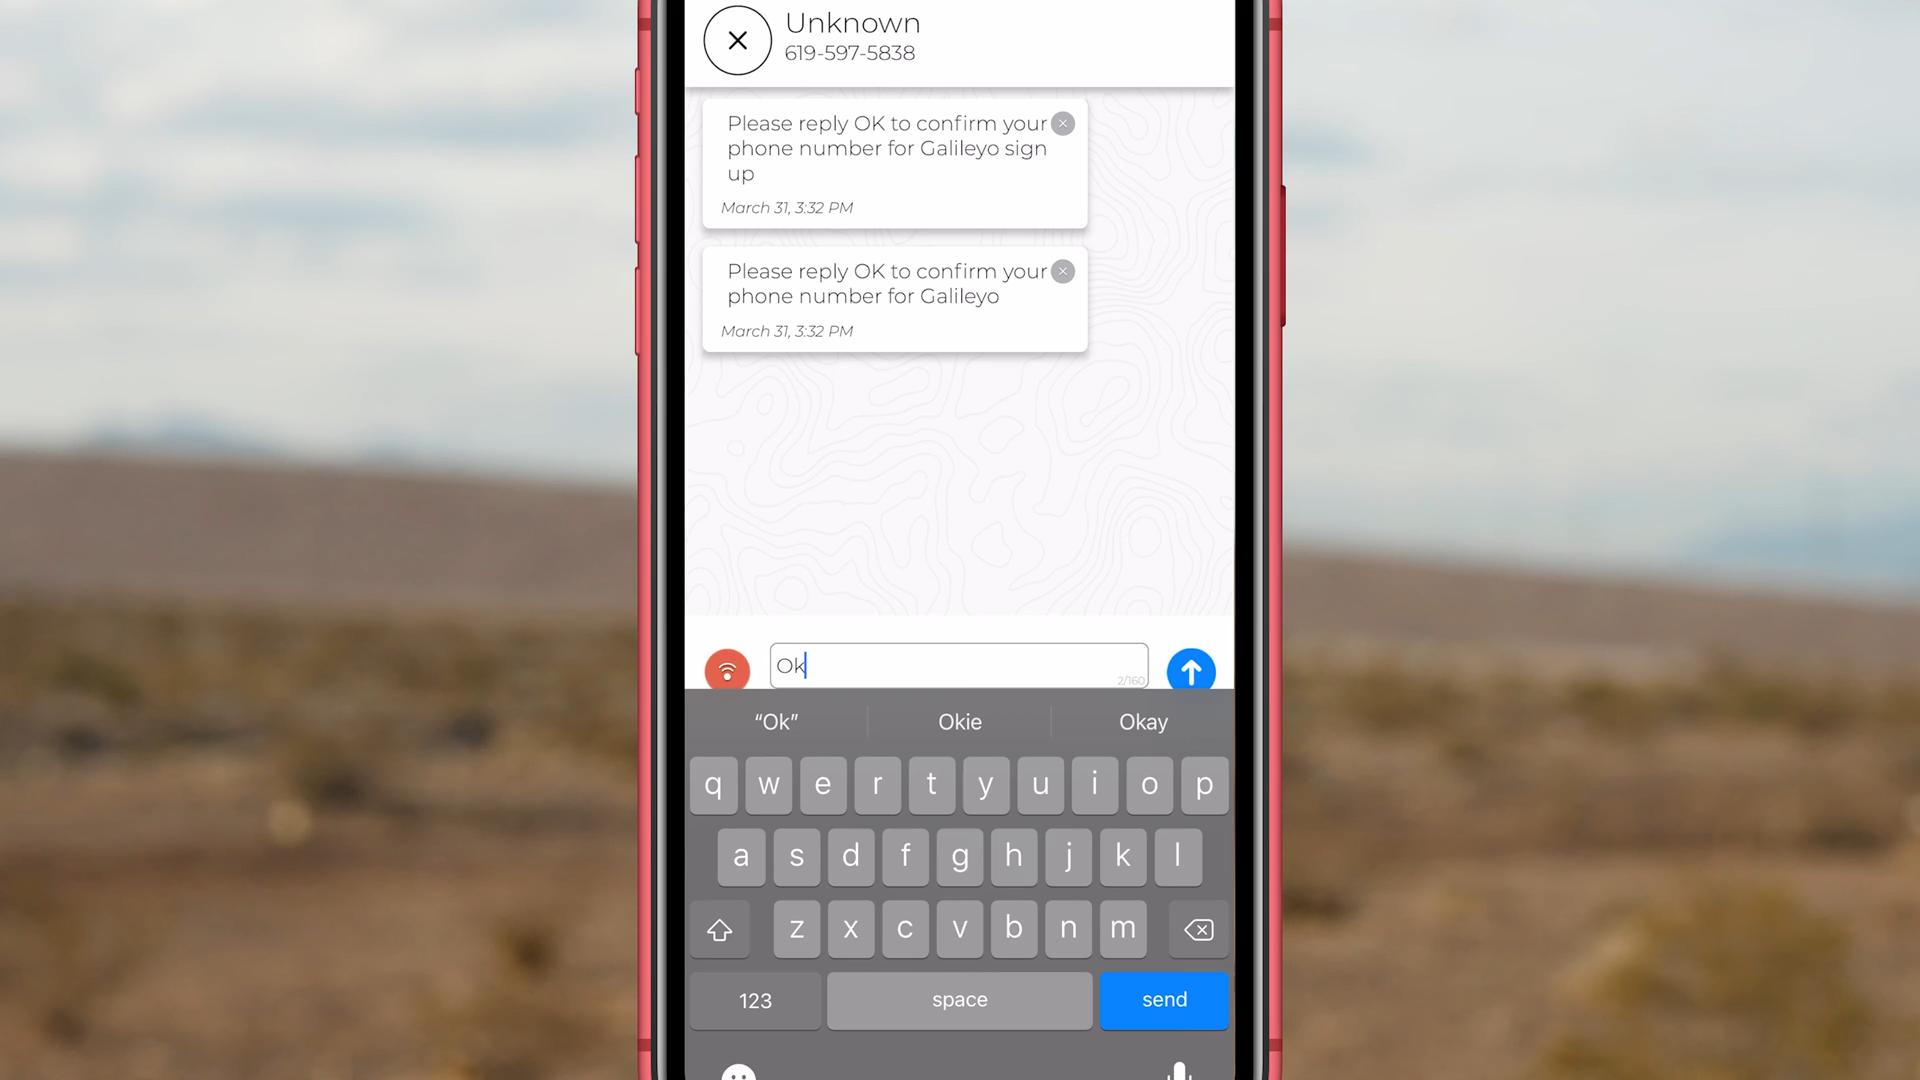 Unknown
619-597-5838
Please reply OK to confirm your
phone number for Galileyo sign
up
March 31, 3:32 PM
Please reply OK to confirm your
phone number for Galileyo
March 31, 3:32 PM
Ok
2/160
“Ok” Okie Okay
q w e r t y u i o p
a s d f g h j k l
z x c v b n m
123 space send